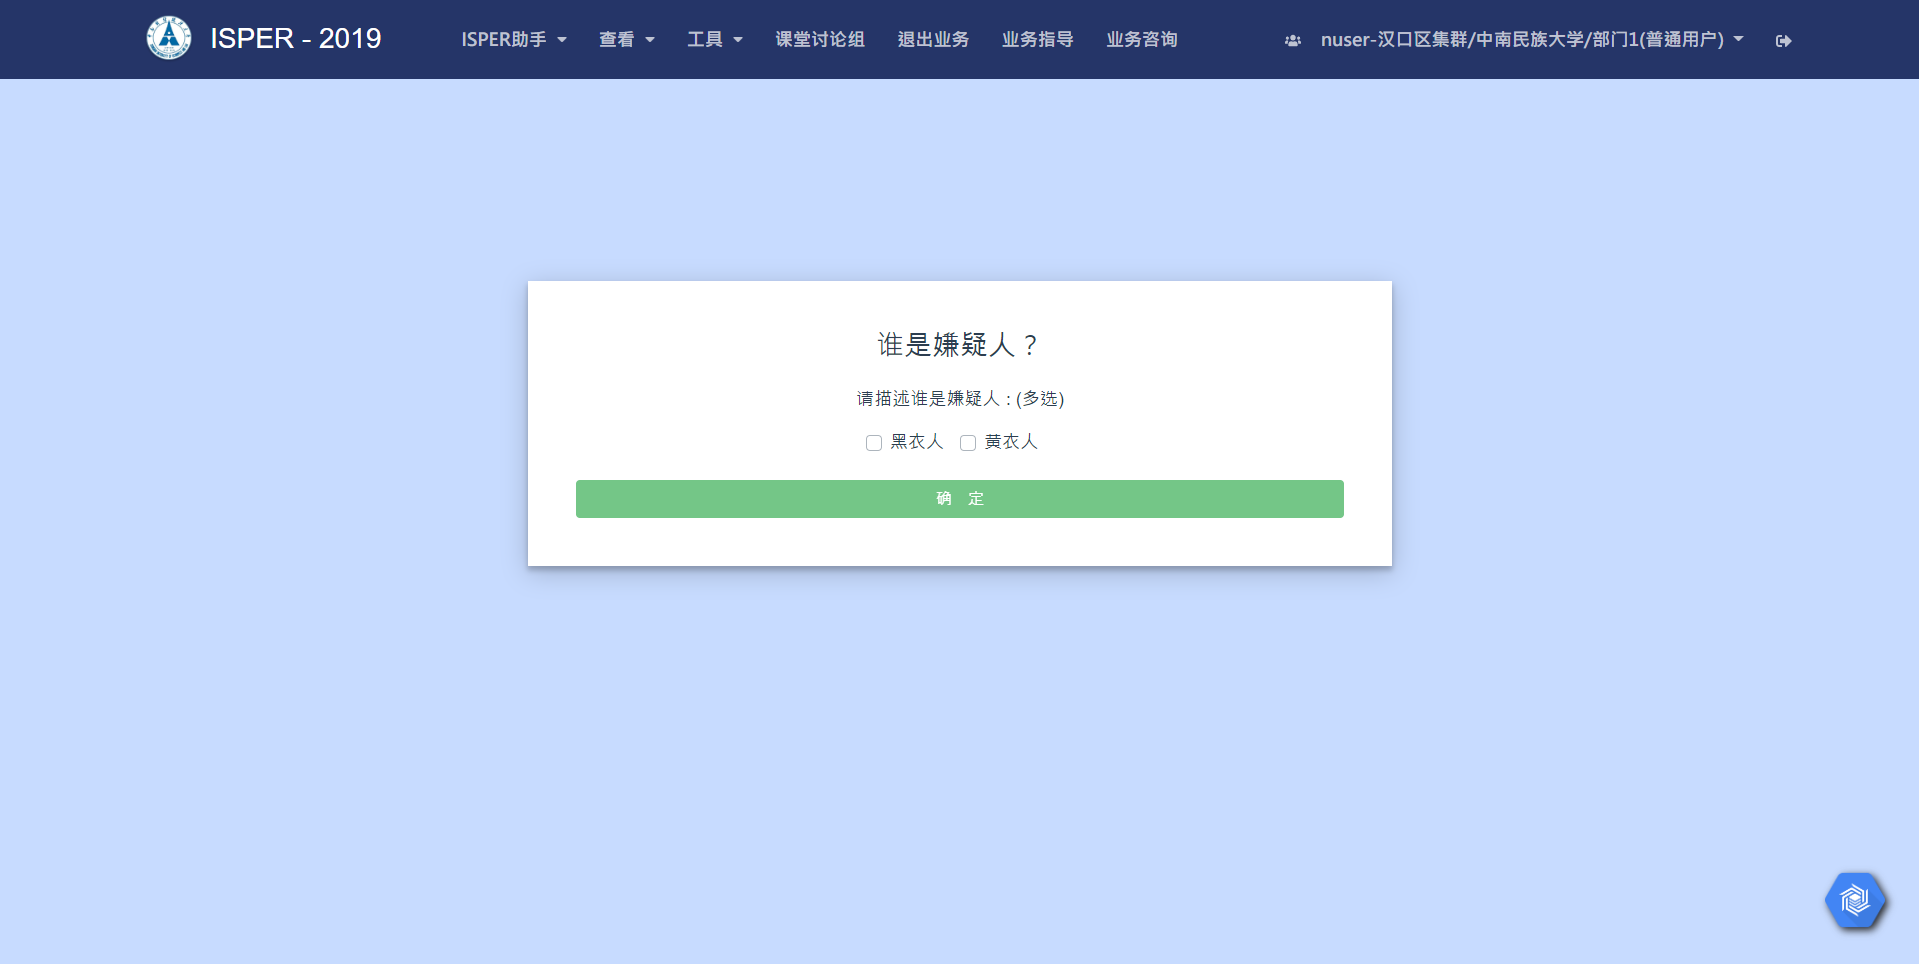 ISPER - 2019 ISPER助手 查看 工具 课堂讨论组 退出业务 业务指导 业务咨询 nuser-汉口区集群/中南民族大学/部门1(普通用户)
谁是嫌疑人？
请描述谁是嫌疑人 : (多选)
黑衣人 黄衣人
确 定